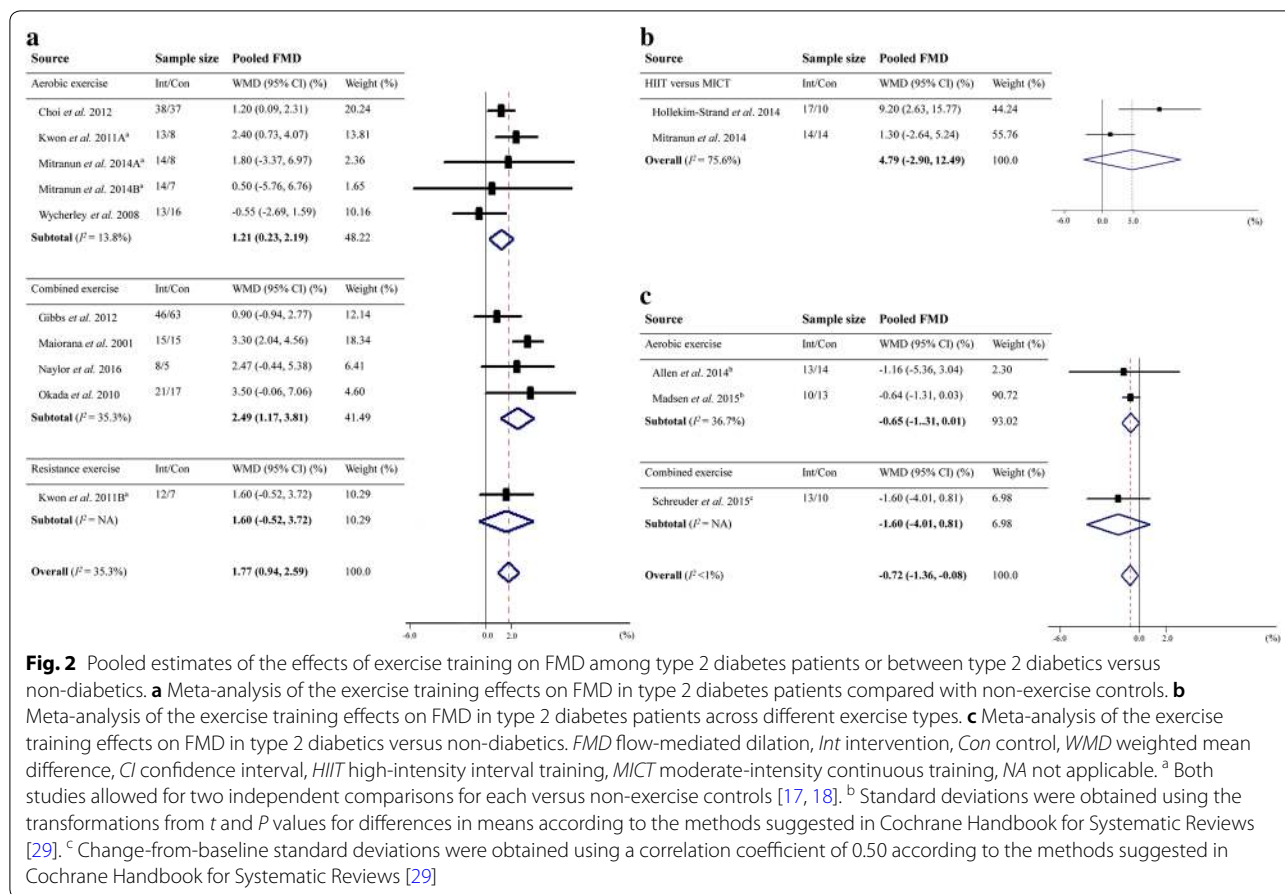 a
Source Sample size Pooled FMD
Aerobic exercise Int/Con WMD (95% CI) (%) Weight (%)
Choi et al. 2012 38/37 1.20 (0.09, 2.31) 20.24
Kwon et al. 2011Aᵃ 13/8 2.40 (0.73, 4.07) 13.81
Mitranun et al. 2014Aᵃ 14/8 1.80 (-3.37, 6.97) 2.36
Mitranun et al. 2014Bᵃ 14/7 0.50 (-5.76, 6.76) 1.65
Wycherley et al. 2008 13/16 -0.55 (-2.69, 1.59) 10.16
Subtotal (I² = 13.8%) 1.21 (0.23, 2.19) 48.22
Combined exercise Int/Con WMD (95% CI) (%) Weight (%)
Gibbs et al. 2012 46/63 0.90 (-0.94, 2.77) 12.14
Maiorana et al. 2001 15/15 3.30 (2.04, 4.56) 18.34
Naylor et al. 2016 8/5 2.47 (-0.44, 5.38) 6.41
Okada et al. 2010 21/17 3.50 (-0.06, 7.06) 4.60
Subtotal (I² = 35.3%) 2.49 (1.17, 3.81) 41.49
Resistance exercise Int/Con WMD (95% CI) (%) Weight (%)
Kwon et al. 2011Bᵃ 12/7 1.60 (-0.52, 3.72) 10.29
Subtotal (I² = NA) 1.60 (-0.52, 3.72) 10.29
Overall (I² = 35.3%) 1.77 (0.94, 2.59) 100.0
-6.0 0.0 2.0 (%)
b
Source Sample size Pooled FMD
HIIT versus MICT Int/Con WMD (95% CI) (%) Weight (%)
Hollekim-Strand et al. 2014 17/10 9.20 (2.63, 15.77) 44.24
Mitranun et al. 2014 14/14 1.30 (-2.64, 5.24) 55.76
Overall (I² = 75.6%) 4.79 (-2.90, 12.49) 100.0
-6.0 0.0 5.0 (%)
c
Source Sample size Pooled FMD
Aerobic exercise Int/Con WMD (95% CI) (%) Weight (%)
Allen et al. 2014ᵇ 13/14 -1.16 (-5.36, 3.04) 2.30
Madsen et al. 2015ᵇ 10/13 -0.64 (-1.31, 0.03) 90.72
Subtotal (I² = 36.7%) -0.65 (-1..31, 0.01) 93.02
Combined exercise Int/Con WMD (95% CI) (%) Weight (%)
Schreuder et al. 2015ᶜ 13/10 -1.60 (-4.01, 0.81) 6.98
Subtotal (I² = NA) -1.60 (-4.01, 0.81) 6.98
Overall (I² <1%) -0.72 (-1.36, -0.08) 100.0
-6.0 0.0 (%)
Fig. 2 Pooled estimates of the effects of exercise training on FMD among type 2 diabetes patients or between type 2 diabetics versus
non-diabetics. a Meta-analysis of the exercise training effects on FMD in type 2 diabetes patients compared with non-exercise controls. b
Meta-analysis of the exercise training effects on FMD in type 2 diabetes patients across different exercise types. c Meta-analysis of the exercise
training effects on FMD in type 2 diabetics versus non-diabetics. FMD flow-mediated dilation, Int intervention, Con control, WMD weighted mean
difference, CI confidence interval, HIIT high-intensity interval training, MICT moderate-intensity continuous training, NA not applicable. ᵃ Both
studies allowed for two independent comparisons for each versus non-exercise controls [17, 18]. ᵇ Standard deviations were obtained using the
transformations from t and P values for differences in means according to the methods suggested in Cochrane Handbook for Systematic Reviews
[29]. ᶜ Change-from-baseline standard deviations were obtained using a correlation coefficient of 0.50 according to the methods suggested in
Cochrane Handbook for Systematic Reviews [29]